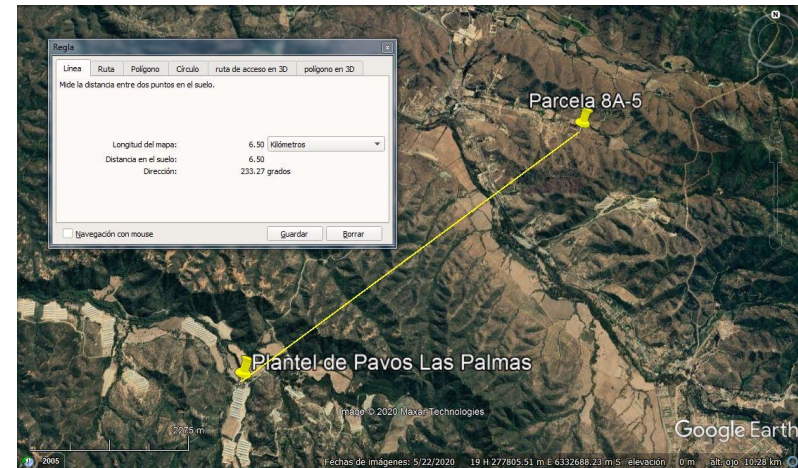 Regla
Línea Ruta Polígono Círculo ruta de acceso en 3D polígono en 3D
Mide la distancia entre dos puntos en el suelo.
Longitud del mapa: 6.50 Kilómetros
Distancia en el suelo: 6.50
Dirección: 233.27 grados
Navegación con mouse Guardar Borrar
N
Parcela 8A-5
Plantel de Pavos Las Palmas
Image © 2020 Maxar Technologies
Google Earth
2275 m
2005
Fechas de imágenes: 5/22/2020 19 H 277805.51 m E 6332688.23 m S elevación 0 m alt. ojo 10.28 km